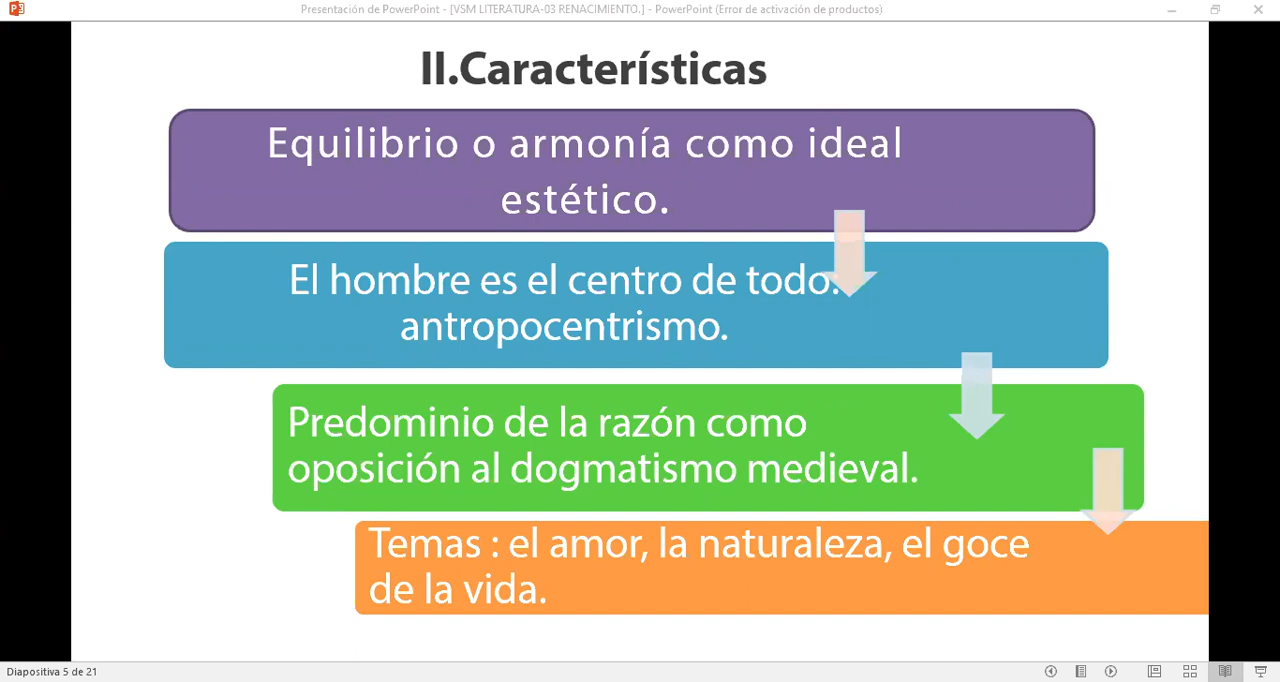 Presentación de PowerPoint - [VSM LITERATURA-03 RENACIMIENTO.] - PowerPoint (Error de activación de productos)
II.Características
Equilibrio o armonía como ideal
estético.
El hombre es el centro de todo:
antropocentrismo.
Predominio de la razón como
oposición al dogmatismo medieval.
Temas : el amor, la naturaleza, el goce
de la vida.
Diapositiva 5 de 21